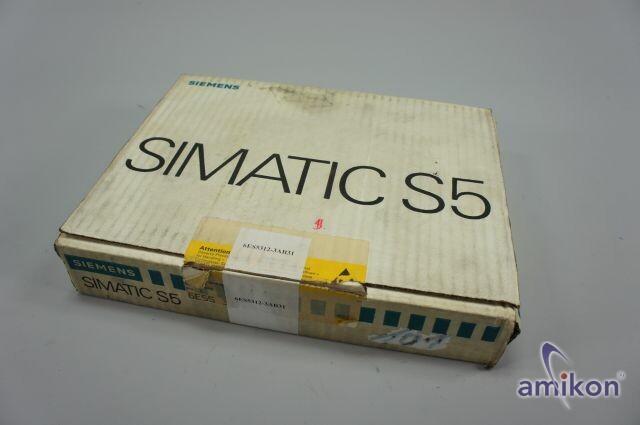 SIEMENS
SIMATIC S5
6ES5312-3AB31
Attention
SIEMENS
SIMATIC S5 6ES5
6ES5312-3AB31
amikon